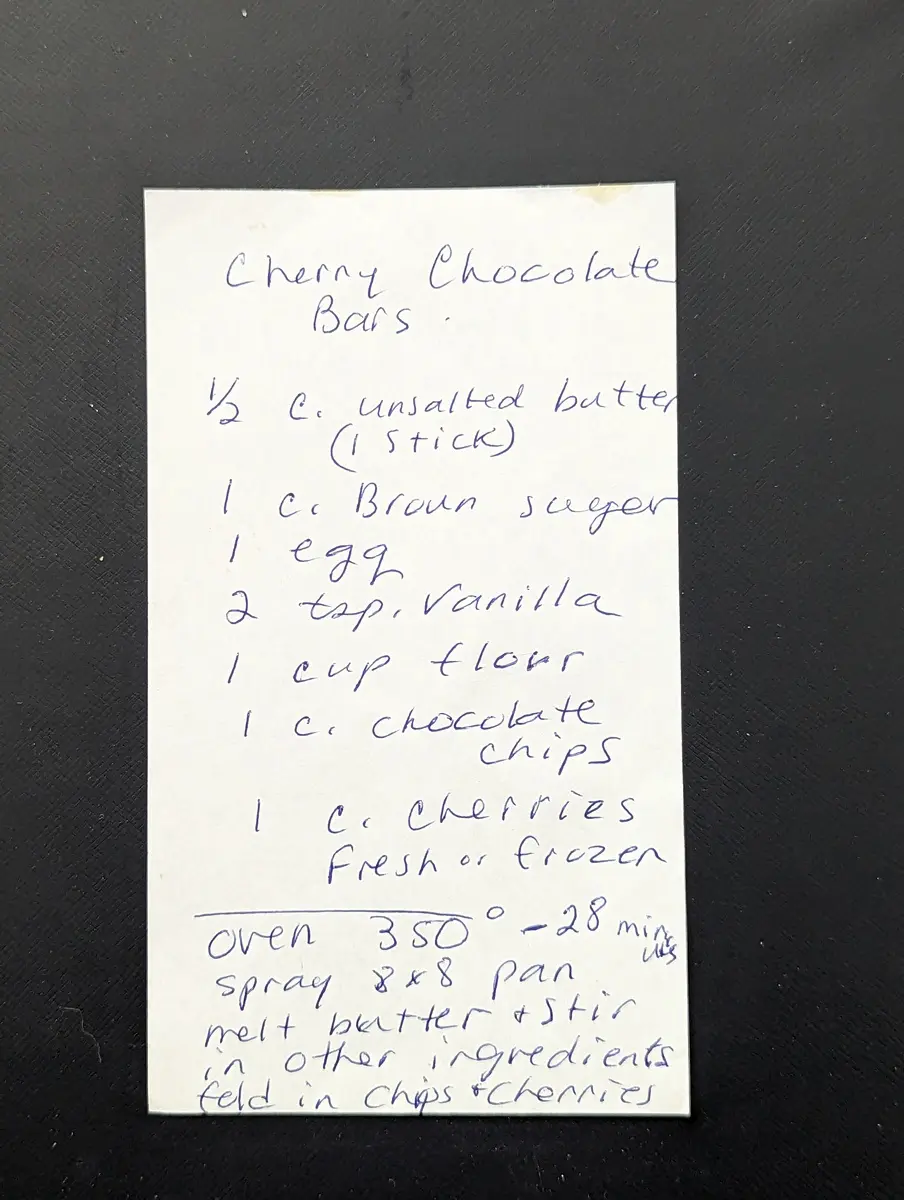 Cherry Chocolate
Bars.
1/2 c. unsalted butter
(1 stick)
1 c. Broun suger
1 egg
2 tsp. Vanilla
1 cup flour
1 c. chocolate
chips
1 c. cherries
Fresh or frozen
oven 350° - 28 minutes
spray 8x8 pan
melt butter + stir
in other ingredients
fold in chips + cherries